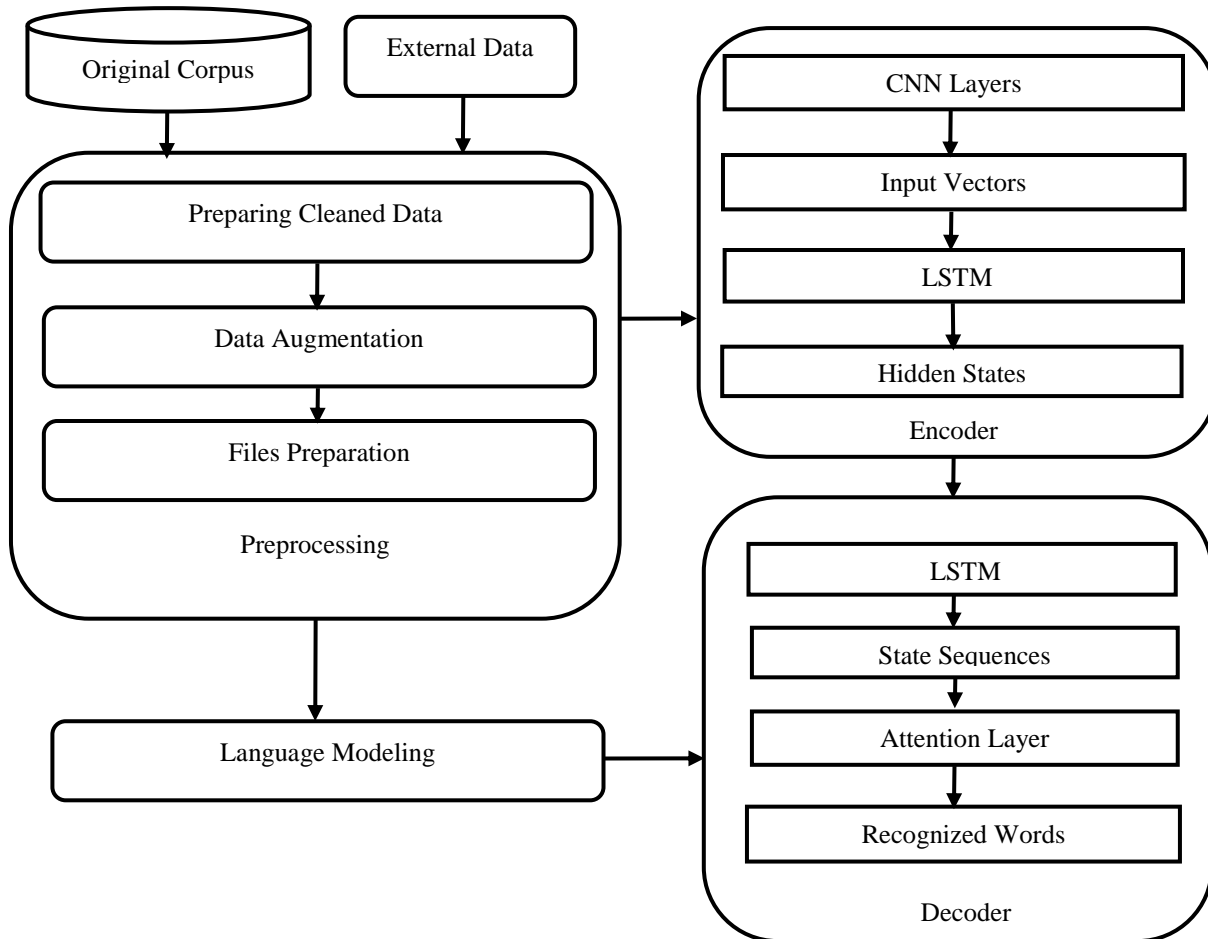 Original Corpus
External Data
Preparing Cleaned Data
Data Augmentation
Files Preparation
Preprocessing
Language Modeling
CNN Layers
Input Vectors
LSTM
Hidden States
Encoder
LSTM
State Sequences
Attention Layer
Recognized Words
Decoder